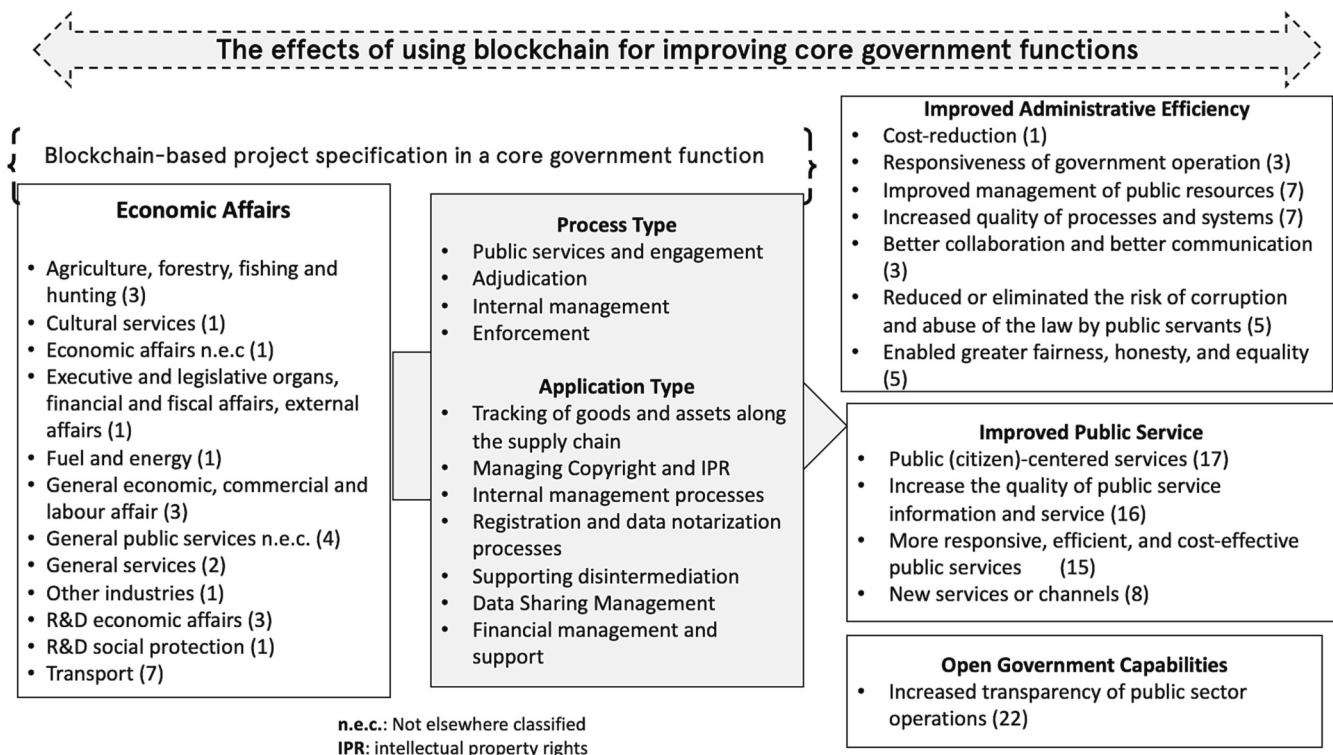 The effects of using blockchain for improving core government functions
Blockchain-based project specification in a core government function
Economic Affairs
• Agriculture, forestry, fishing and
hunting (3)
• Cultural services (1)
• Economic affairs n.e.c (1)
• Executive and legislative organs,
financial and fiscal affairs, external
affairs (1)
• Fuel and energy (1)
• General economic, commercial and
labour affair (3)
• General public services n.e.c. (4)
• General services (2)
• Other industries (1)
• R&D economic affairs (3)
• R&D social protection (1)
• Transport (7)
Process Type
• Public services and engagement
• Adjudication
• Internal management
• Enforcement
Application Type
• Tracking of goods and assets along
the supply chain
• Managing Copyright and IPR
• Internal management processes
• Registration and data notarization
processes
• Supporting disintermediation
• Data Sharing Management
• Financial management and
support
Improved Administrative Efficiency
• Cost-reduction (1)
• Responsiveness of government operation (3)
• Improved management of public resources (7)
• Increased quality of processes and systems (7)
• Better collaboration and better communication
(3)
• Reduced or eliminated the risk of corruption
and abuse of the law by public servants (5)
• Enabled greater fairness, honesty, and equality
(5)
Improved Public Service
• Public (citizen)-centered services (17)
• Increase the quality of public service
information and service (16)
• More responsive, efficient, and cost-effective
public services (15)
• New services or channels (8)
Open Government Capabilities
• Increased transparency of public sector
operations (22)
n.e.c.: Not elsewhere classified
IPR: intellectual property rights